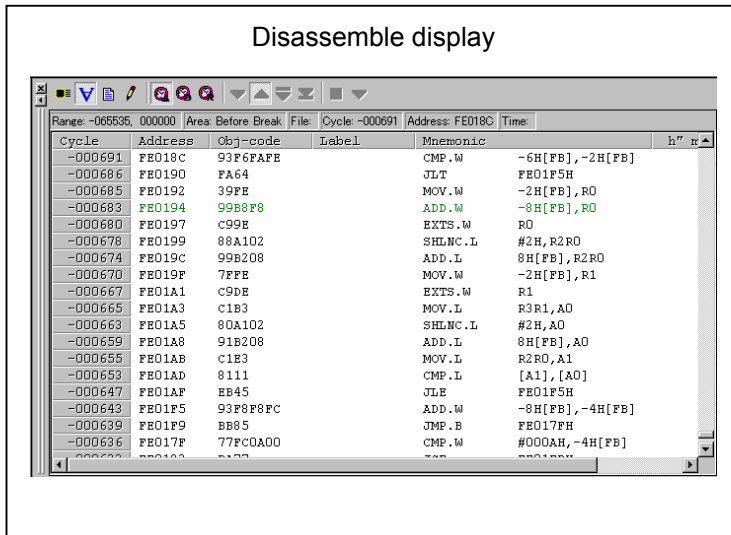 Disassemble display
Range: -065535, 000000 Area: Before Break File: Cycle: -000691 Address: FE018C Time:
Cycle Address Obj-code Label Mnemonic h" m
-000691 FE018C 93F6FAFE CMP.W -6H[FB],-2H[FB]
-000686 FE0190 FA64 JLT FE01F5H
-000685 FE0192 39FE MOV.W -2H[FB],R0
-000683 FE0194 99B8F8 ADD.W -8H[FB],R0
-000680 FE0197 C99E EXTS.W R0
-000678 FE0199 88A102 SHLNC.L #2H,R2R0
-000674 FE019C 99B208 ADD.L 8H[FB],R2R0
-000670 FE019F 7FFE MOV.W -2H[FB],R1
-000667 FE01A1 C9DE EXTS.W R1
-000665 FE01A3 C1B3 MOV.L R3R1,A0
-000663 FE01A5 80A102 SHLNC.L #2H,A0
-000659 FE01A8 91B208 ADD.L 8H[FB],A0
-000655 FE01AB C1E3 MOV.L R2R0,A1
-000653 FE01AD 8111 CMP.L [A1],[A0]
-000647 FE01AF EB45 JLE FE01F5H
-000643 FE01F5 93F8F8FC ADD.W -8H[FB],-4H[FB]
-000639 FE01F9 BB85 JMP.B FE017FH
-000636 FE017F 77FC0A00 CMP.W #000AH,-4H[FB]